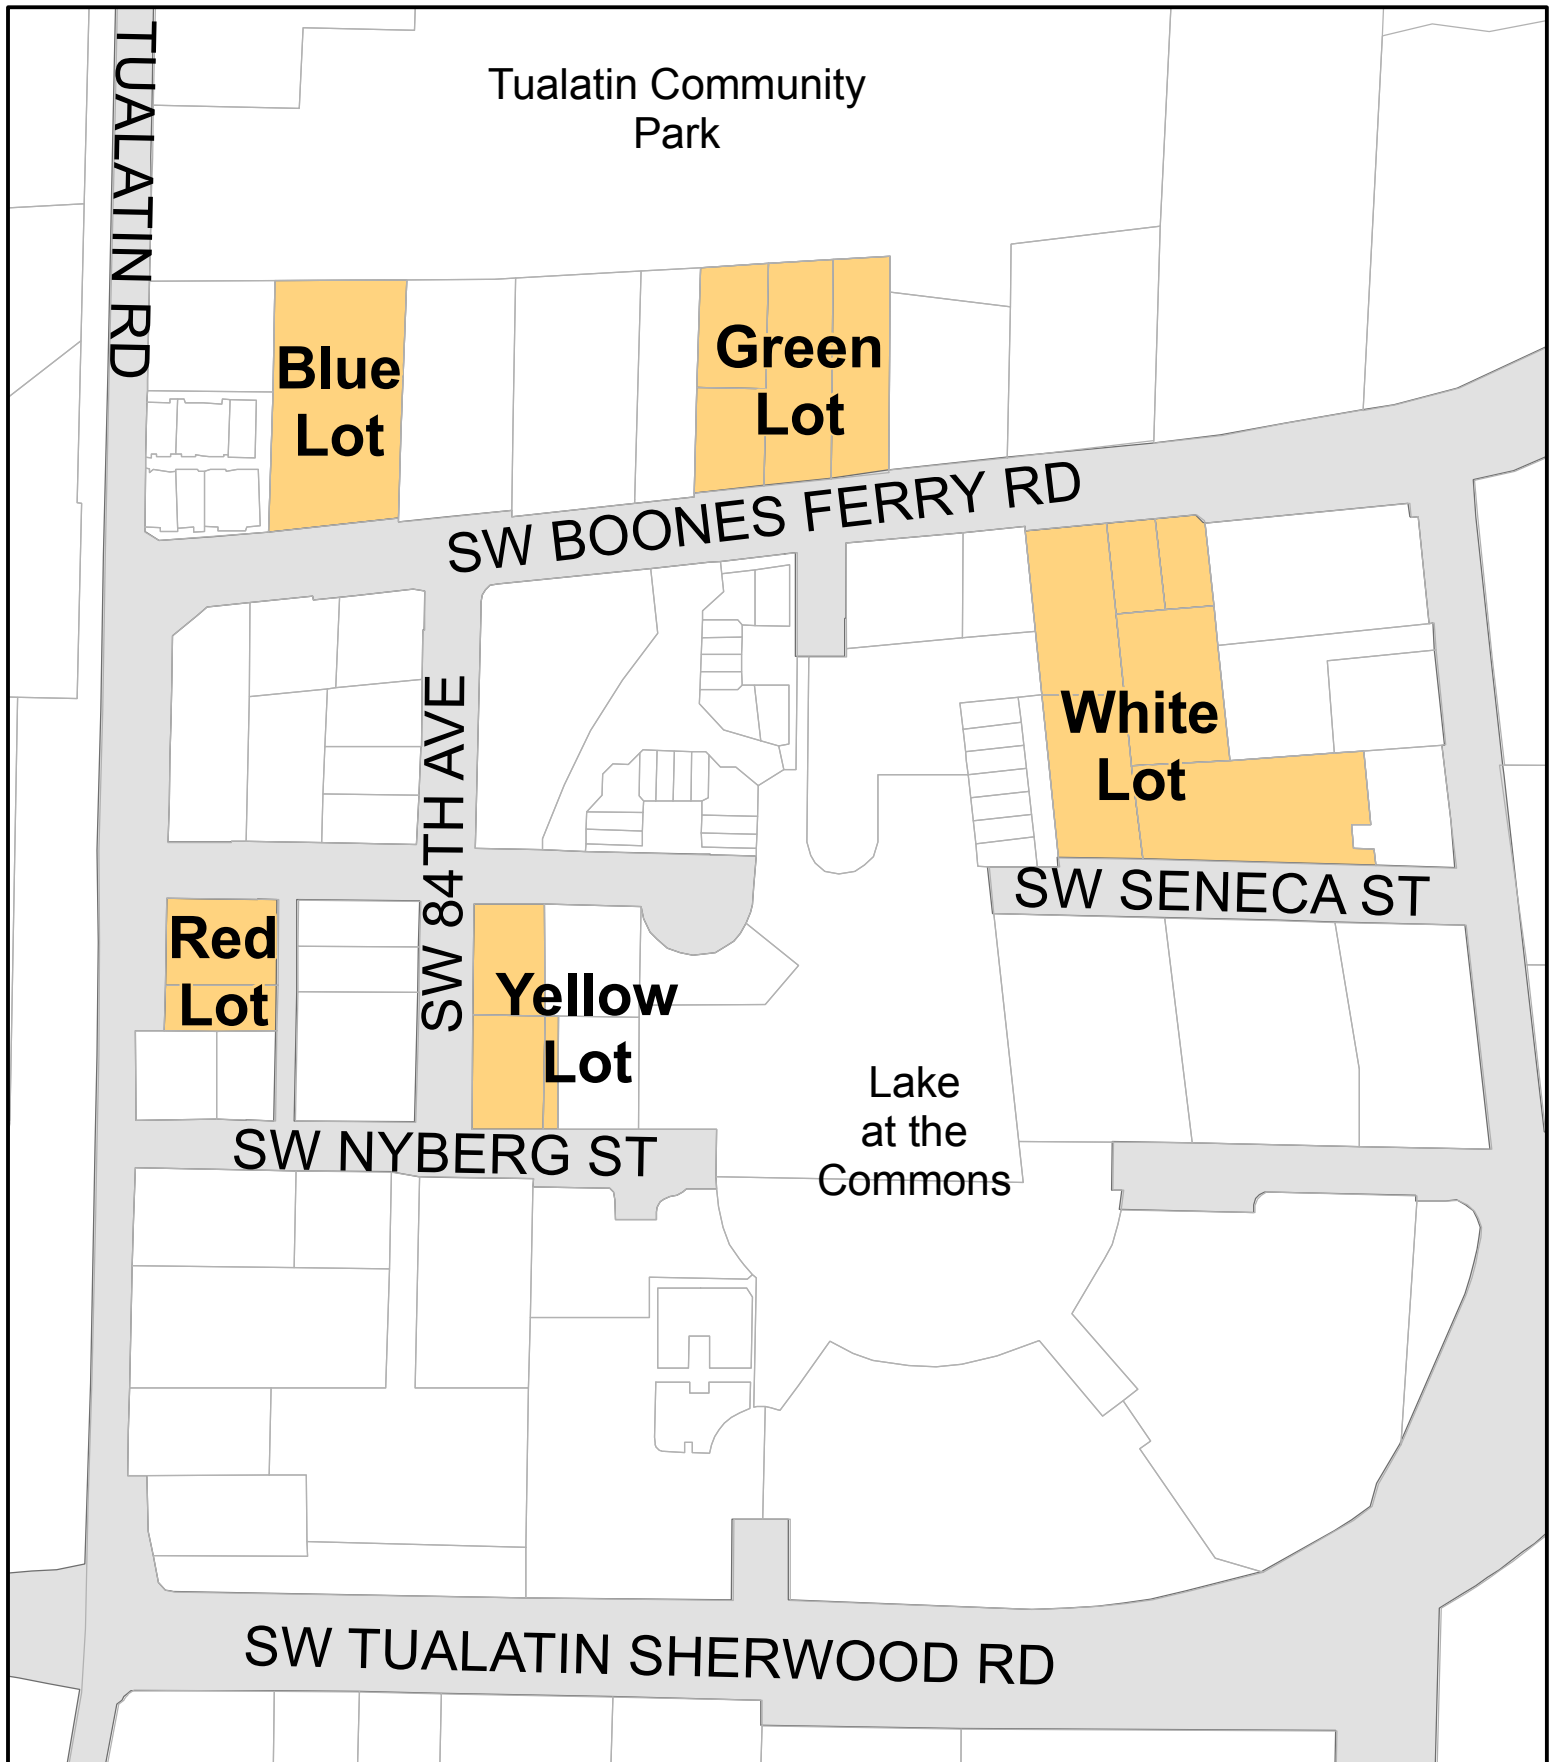 TUALATIN RD
Tualatin Community
Park
Blue
Lot
Green
Lot
SW BOONES FERRY RD
SW 84TH AVE
White
Lot
SW SENECA ST
Red
Lot
Yellow
Lot
Lake
at the
Commons
SW NYBERG ST
SW TUALATIN SHERWOOD RD